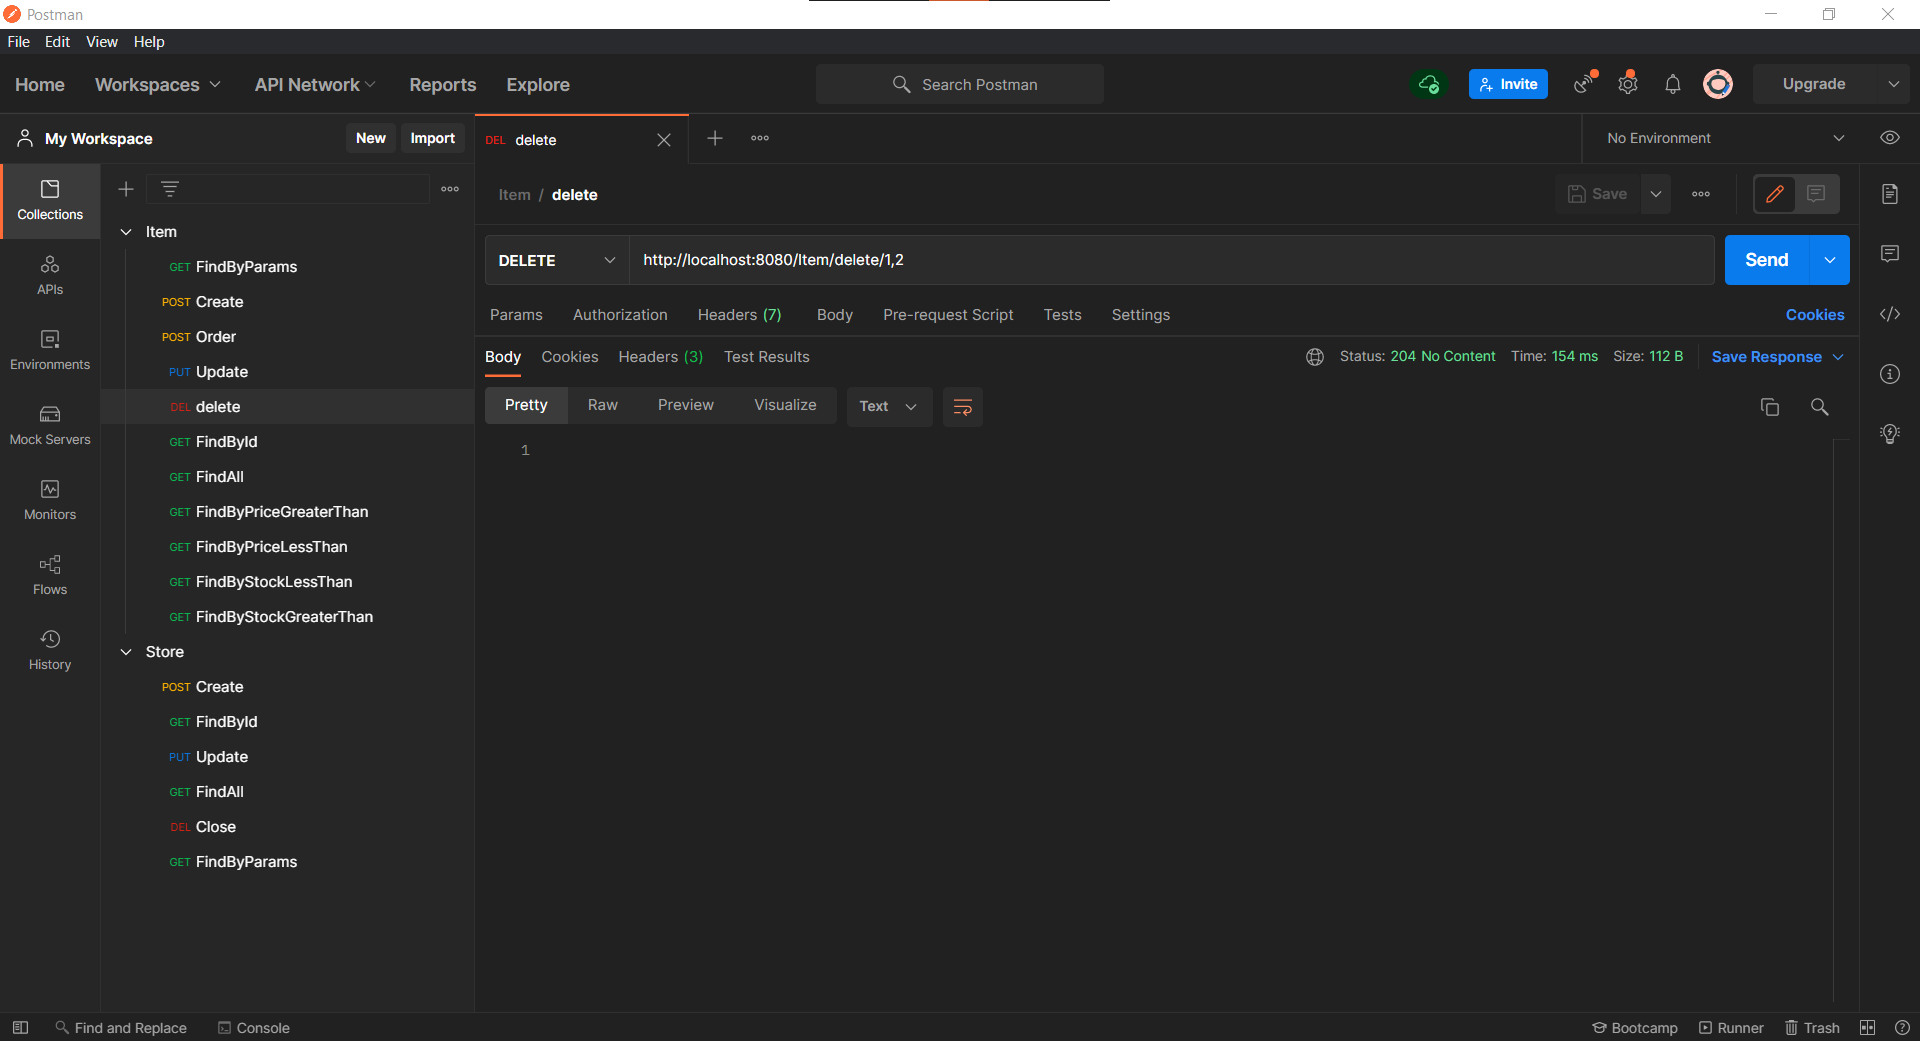 Postman
File Edit View Help
Home Workspaces API Network Reports Explore Search Postman Invite Upgrade
My Workspace New Import DEL delete No Environment
Item / delete Save
Collections
APIs
Environments
Mock Servers
Monitors
Flows
History
Item
GET FindByParams
POST Create
POST Order
PUT Update
DEL delete
GET FindById
GET FindAll
GET FindByPriceGreaterThan
GET FindByPriceLessThan
GET FindByStockLessThan
GET FindByStockGreaterThan
Store
POST Create
GET FindById
PUT Update
GET FindAll
DEL Close
GET FindByParams
DELETE http://localhost:8080/Item/delete/1,2 Send
Params Authorization Headers (7) Body Pre-request Script Tests Settings Cookies
Body Cookies Headers (3) Test Results Status: 204 No Content Time: 154 ms Size: 112 B Save Response
Pretty Raw Preview Visualize Text
1
Find and Replace Console Bootcamp Runner Trash